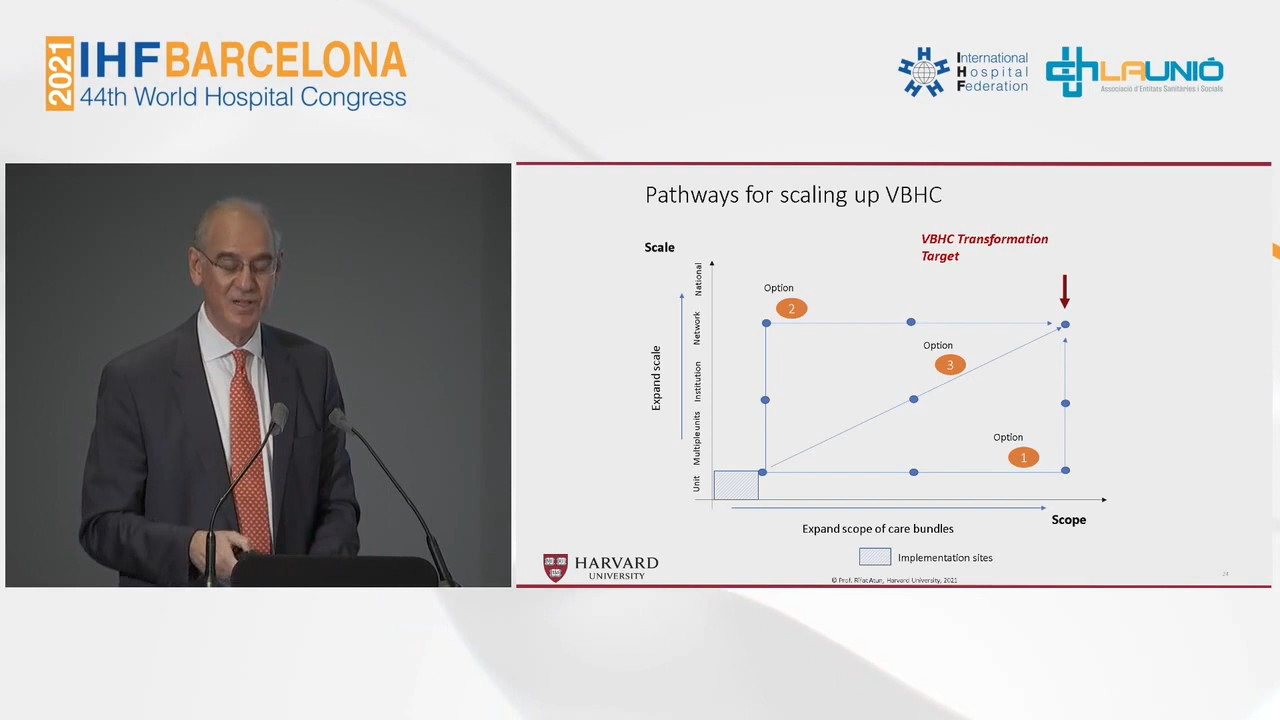 2021
IHF BARCELONA
44th World Hospital Congress
International
Hospital
Federation
I
H
F
LAUNIÓ
Associació d'Entitats Sanitàries i Socials
Pathways for scaling up VBHC
Scale
VBHC Transformation
Target
Expand scale
Unit
Multiple units
Institution
Network
National
Option
2
Option
3
Option
1
Scope
Expand scope of care bundles
Implementation sites
HARVARD
UNIVERSITY
© Prof. Rifat Atun, Harvard University, 2021